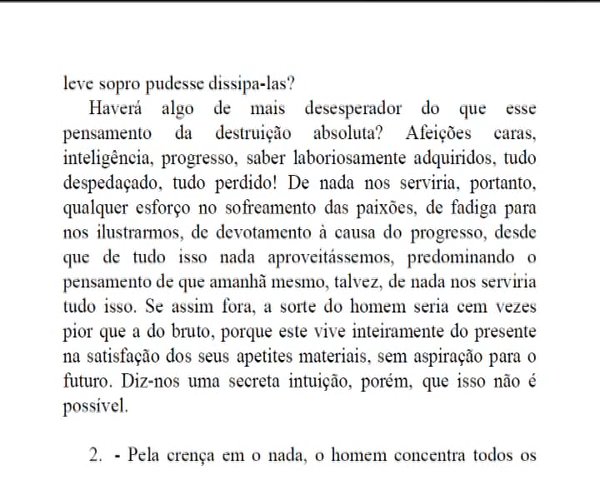 leve sopro pudesse dissipa-las?
Haverá algo de mais desesperador do que esse
pensamento da destruição absoluta? Afeições caras,
inteligência, progresso, saber laboriosamente adquiridos, tudo
despedaçado, tudo perdido! De nada nos serviria, portanto,
qualquer esforço no sofreamento das paixões, de fadiga para
nos ilustrarmos, de devotamento à causa do progresso, desde
que de tudo isso nada aproveitássemos, predominando o
pensamento de que amanhã mesmo, talvez, de nada nos serviria
tudo isso. Se assim fora, a sorte do homem seria cem vezes
pior que a do bruto, porque este vive inteiramente do presente
na satisfação dos seus apetites materiais, sem aspiração para o
futuro. Diz-nos uma secreta intuição, porém, que isso não é
possível.
2. - Pela crença em o nada, o homem concentra todos os